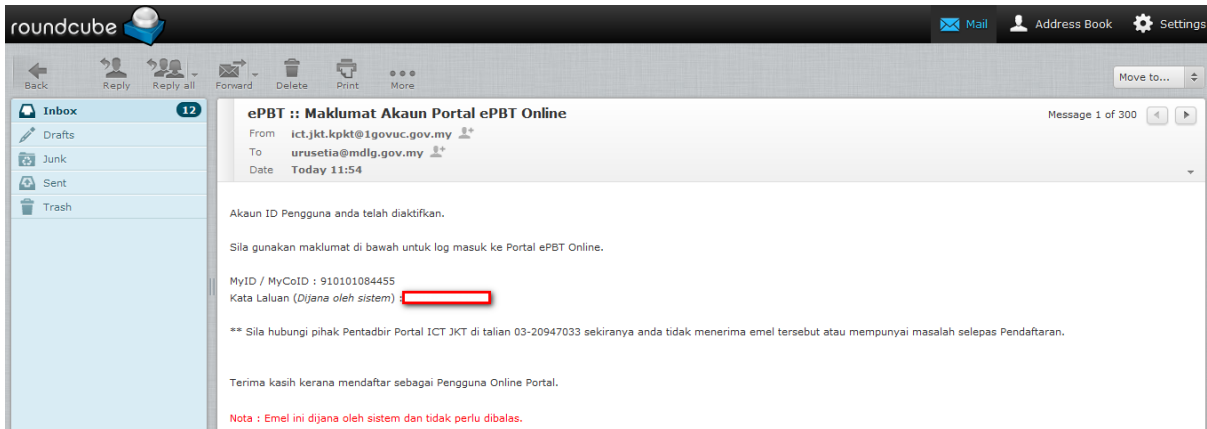 roundcube
Mail
Address Book
Settings
Back
Reply
Reply all
Forward
Delete
Print
More
Move to...
Inbox
12
Drafts
Junk
Sent
Trash
ePBT :: Maklumat Akaun Portal ePBT Online
Message 1 of 300
From ict.jkt.kpkt@1govuc.gov.my
To urusetia@mdlg.gov.my
Date Today 11:54
Akaun ID Pengguna anda telah diaktifkan.
Sila gunakan maklumat di bawah untuk log masuk ke Portal ePBT Online.
MyID / MyCoID : 910101084455
Kata Laluan (Dijana oleh sistem) :
** Sila hubungi pihak Pentadbir Portal ICT JKT di talian 03-20947033 sekiranya anda tidak menerima emel tersebut atau mempunyai masalah selepas Pendaftaran.
Terima kasih kerana mendaftar sebagai Pengguna Online Portal.
Nota : Emel ini dijana oleh sistem dan tidak perlu dibalas.